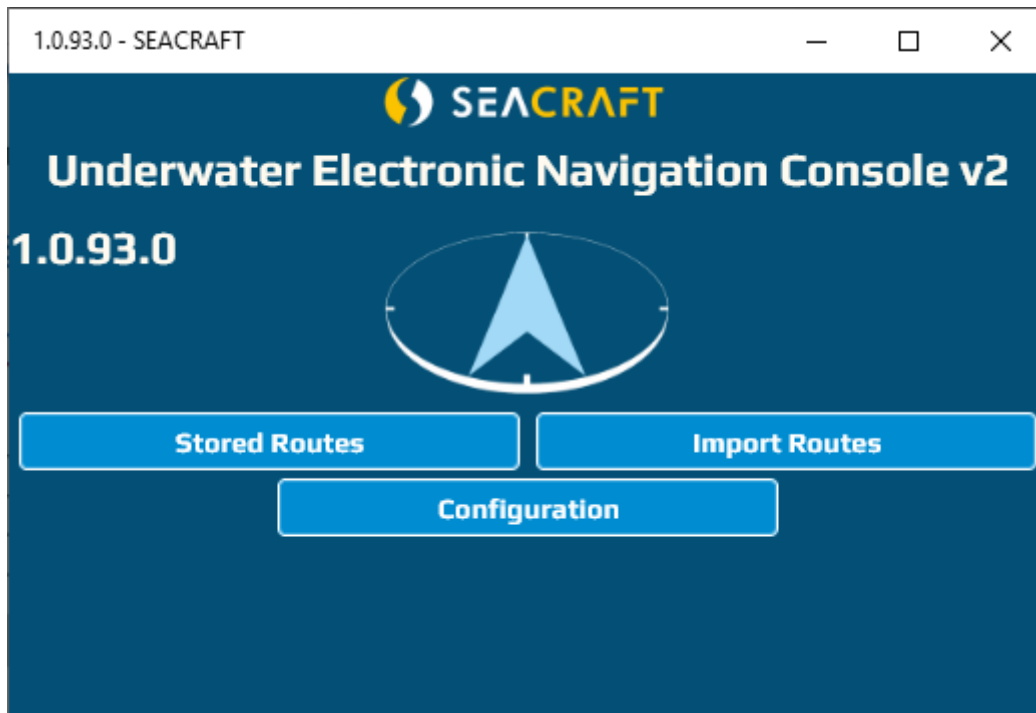 1.0.93.0 - SEACRAFT
SEACRAFT
Underwater Electronic Navigation Console v2
1.0.93.0
Stored Routes
Import Routes
Configuration